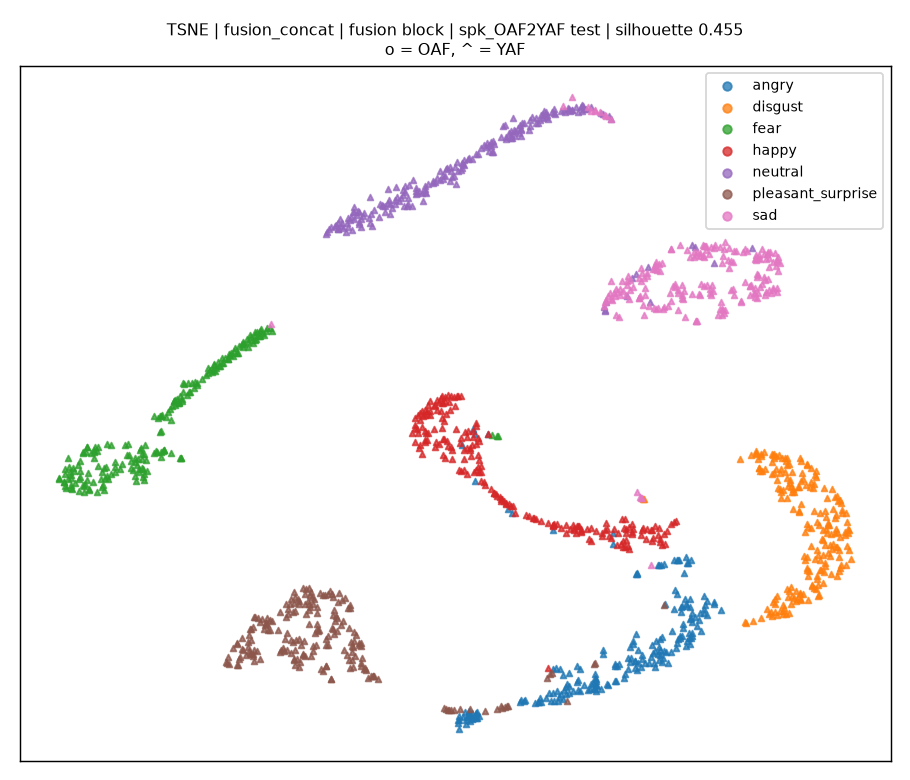 TSNE | fusion_concat | fusion block | spk_OAF2YAF test | silhouette 0.455
o = OAF, ^ = YAF
angry
disgust
fear
happy
neutral
pleasant_surprise
sad